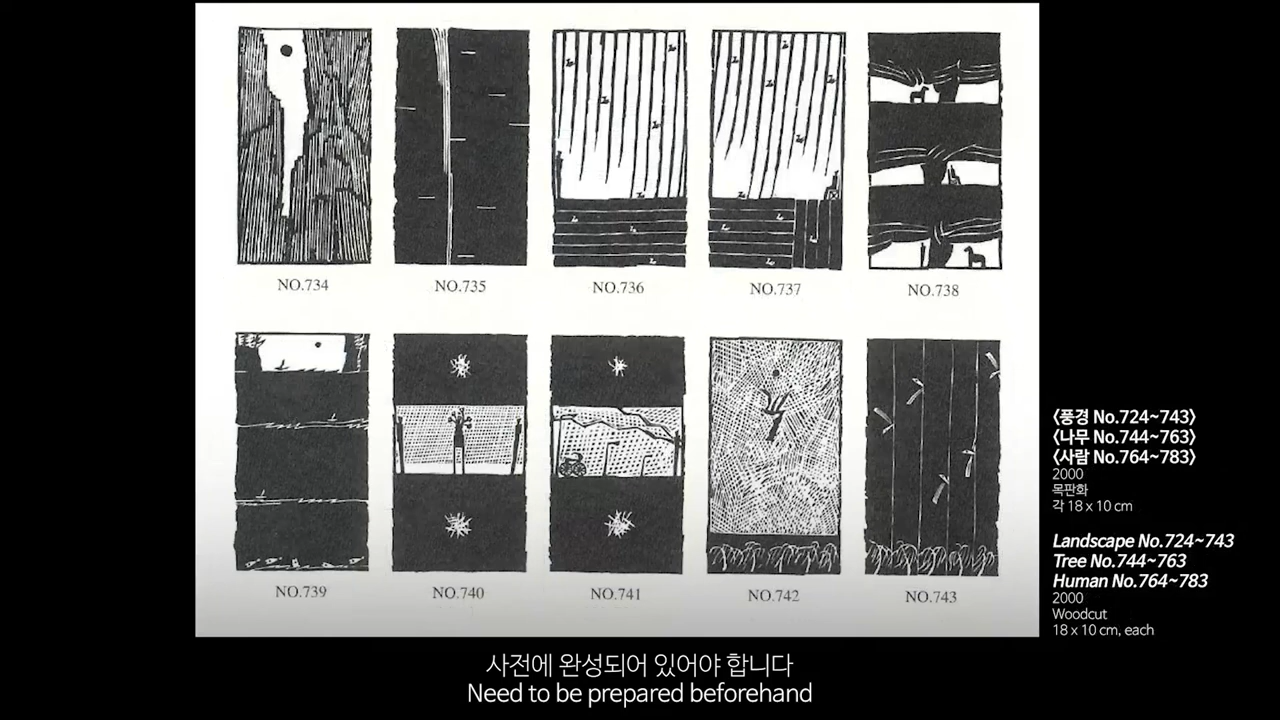 NO.734
NO.735
NO.736
NO.737
NO.738
NO.739
NO.740
NO.741
NO.742
NO.743
〈풍경 No.724~743〉
〈나무 No.744~763〉
〈사람 No.764~783〉
2000
목판화
각 18 x 10 cm
Landscape No.724~743
Tree No.744~763
Human No.764~783
2000
Woodcut
18 x 10 cm, each
사전에 완성되어 있어야 합니다
Need to be prepared beforehand